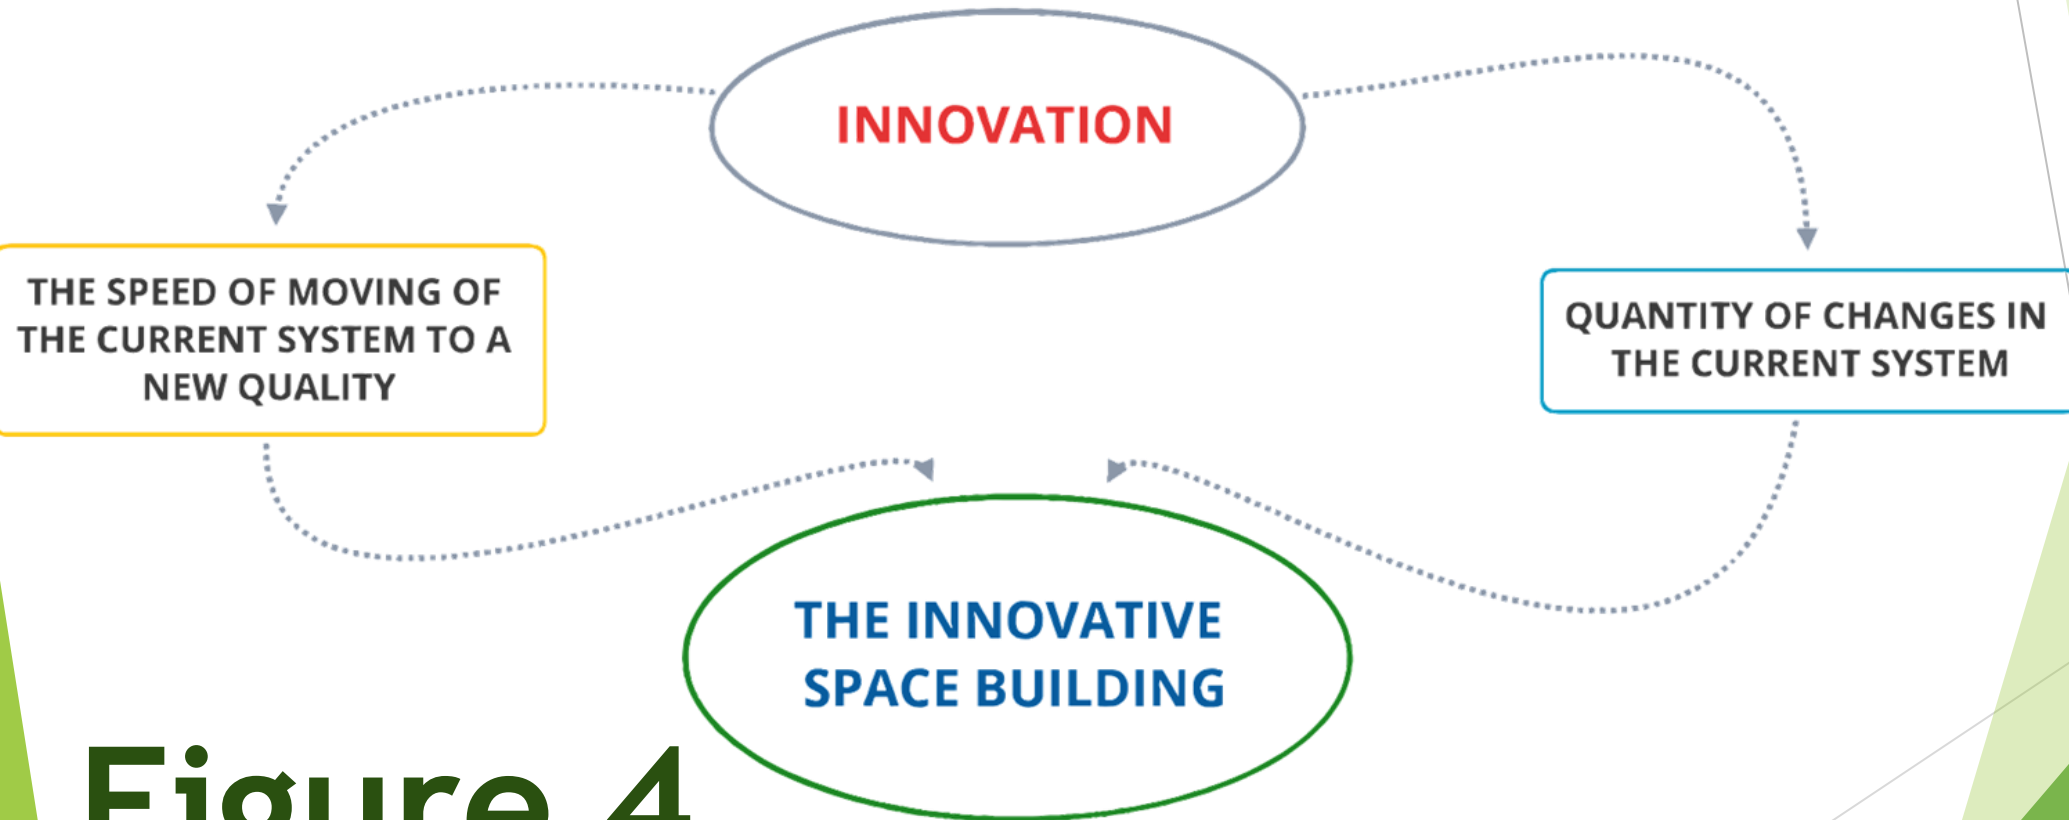 INNOVATION
THE SPEED OF MOVING OF
THE CURRENT SYSTEM TO A
NEW QUALITY
QUANTITY OF CHANGES IN
THE CURRENT SYSTEM
THE INNOVATIVE
SPACE BUILDING
Figure 4